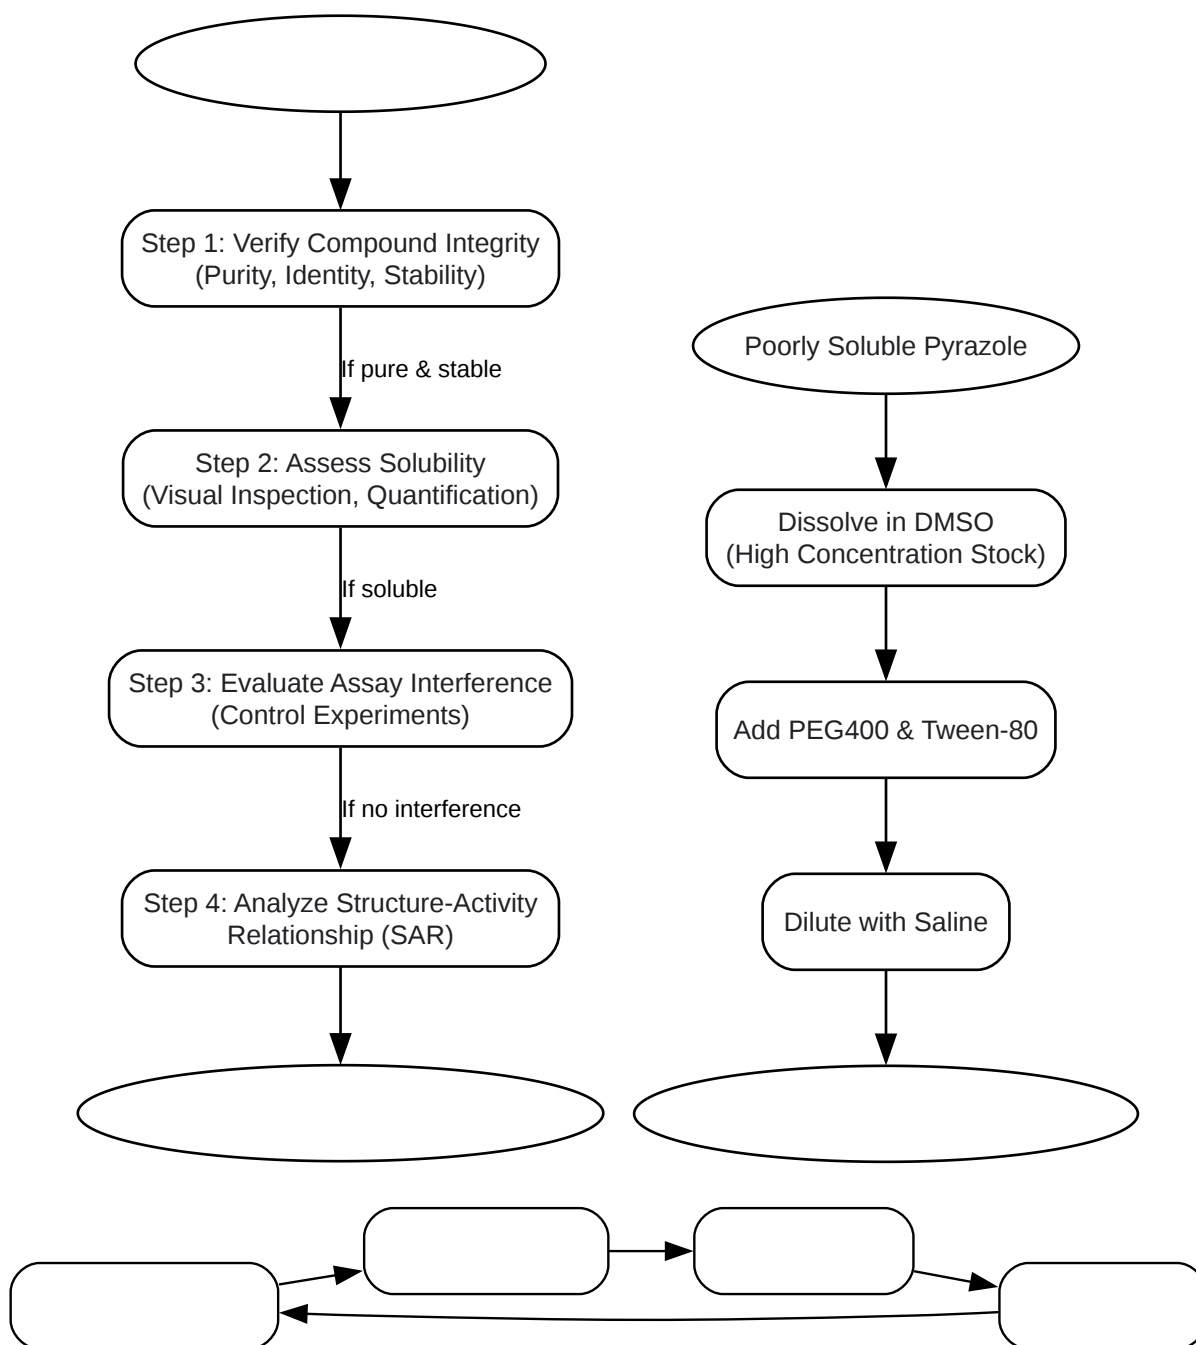 Step 1: Verify Compound Integrity
(Purity, Identity, Stability)
If pure & stable
Step 2: Assess Solubility
(Visual Inspection, Quantification)
If soluble
Step 3: Evaluate Assay Interference
(Control Experiments)
If no interference
Step 4: Analyze Structure-Activity
Relationship (SAR)
Poorly Soluble Pyrazole
Dissolve in DMSO
(High Concentration Stock)
Add PEG400 & Tween-80
Dilute with Saline